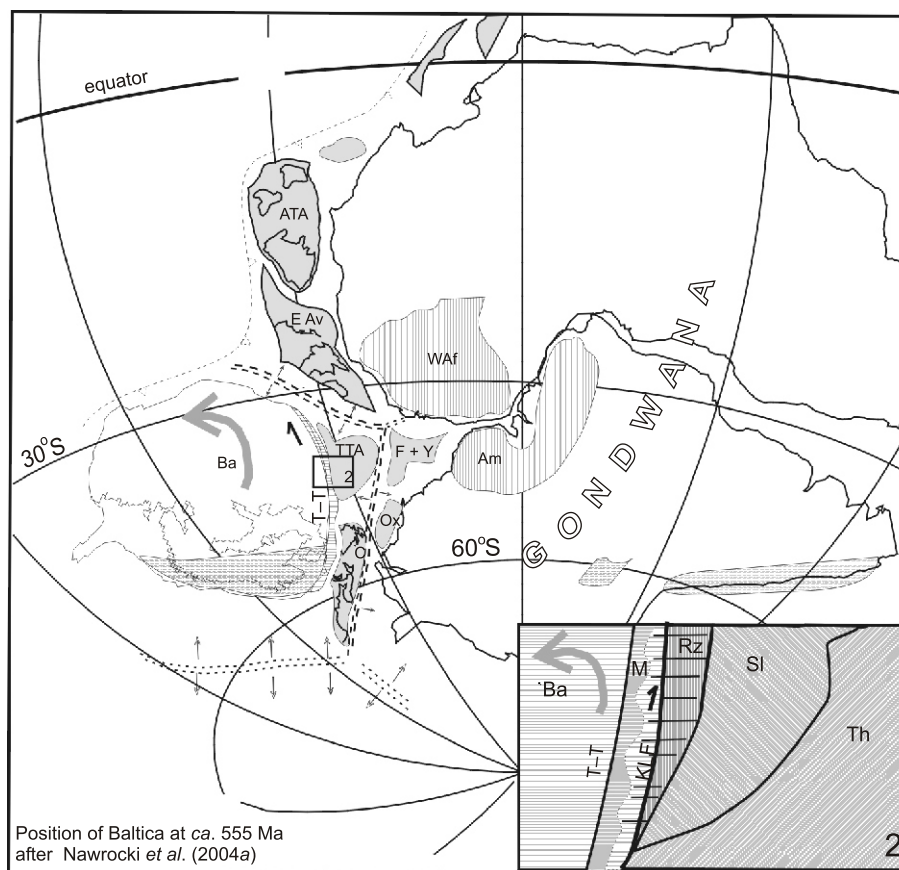 equator
ATA
E Av
WAf
GONDWANA
30°S
Ba
TTA
F + Y
Am
2
T–T
Ox
O
60°S
Rz
M
Sl
Ba
Th
T–T
KLF
2
Position of Baltica at ca. 555 Ma
after Nawrocki et al. (2004a)